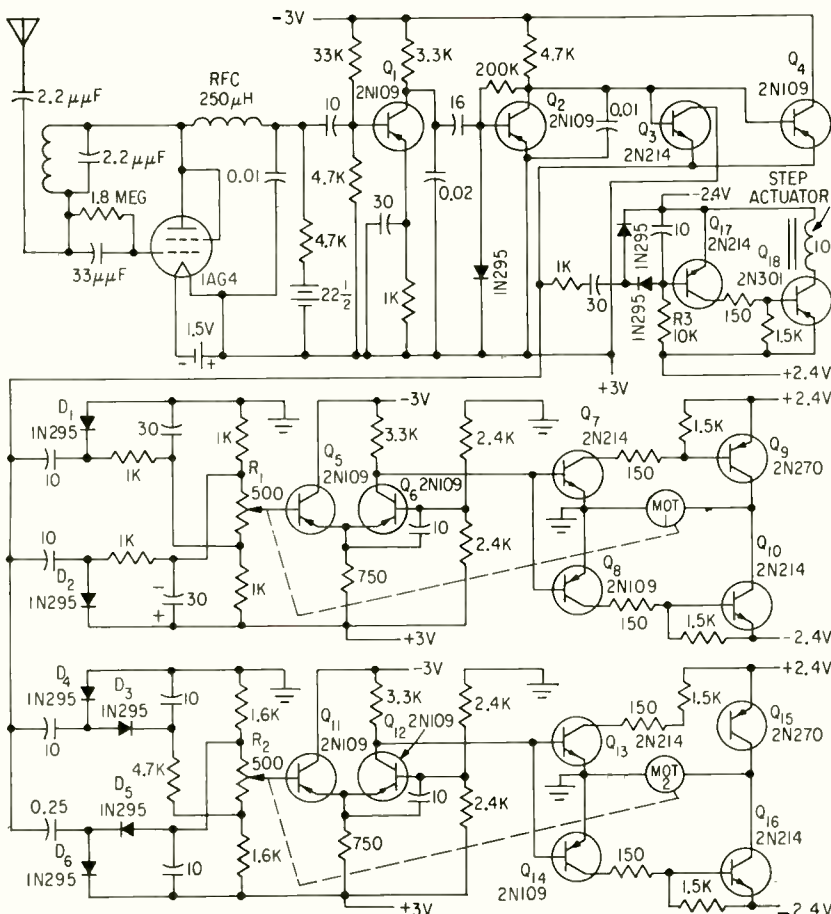 -3V
33K
Q1
2N109
3.3K
200K
4.7K
Q2
2N109
0.01
Q3
2N214
Q4
2N109
RFC
250μH
10
16
2.2μμF
2.2μμF
1.8 MEG
33μμF
1AG4
0.01
4.7K
4.7K
22 1/2
1.5V
- +
30
1K
0.02
1N295
1K
30
1N295
1N295
-2.4V
10
Q17
2N214
R3
10K
150
1.5K
Q18
2N301
STEP
ACTUATOR
10
+3V
+2.4V
D1
1N295
30
10
1K
1K
R1
500
Q5
2N109
-3V
3.3K
Q6
2N109
2.4K
10
2.4K
750
10
1K
D2
1N295
-
+
30
1K
+3V
Q7
2N214
150
1.5K
+2.4V
Q9
2N270
MOT
1
Q8
2N109
150
1.5K
Q10
2N214
-2.4V
D4
1N295
D3
1N295
10
10
4.7K
1.6K
R2
500
Q11
2N109
-3V
3.3K
Q12
2N109
2.4K
10
2.4K
750
0.25
D5
1N295
D6
1N295
10
1.6K
+3V
Q13
2N214
150
1.5K
+2.4V
Q15
2N270
MOT
2
Q14
2N109
150
1.5K
Q16
2N214
-2.4V